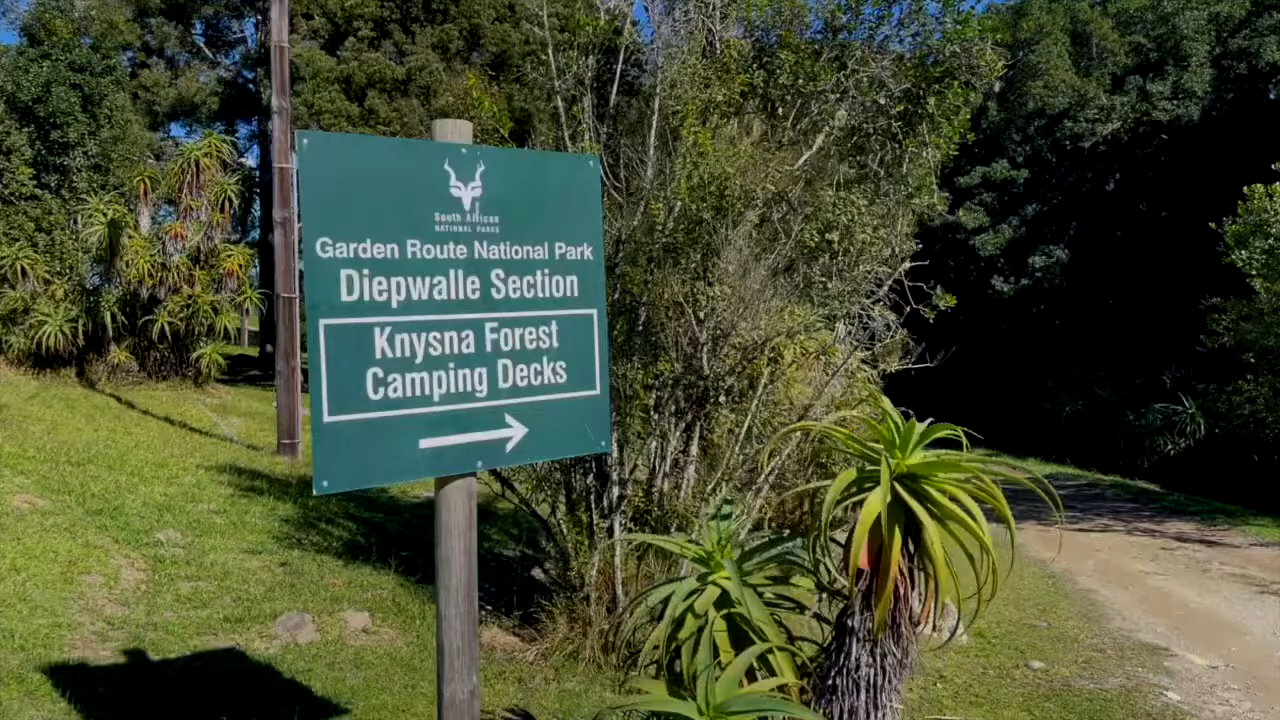 South African
NATIONAL PARKS
Garden Route National Park
Diepwalle Section
Knysna Forest
Camping Decks